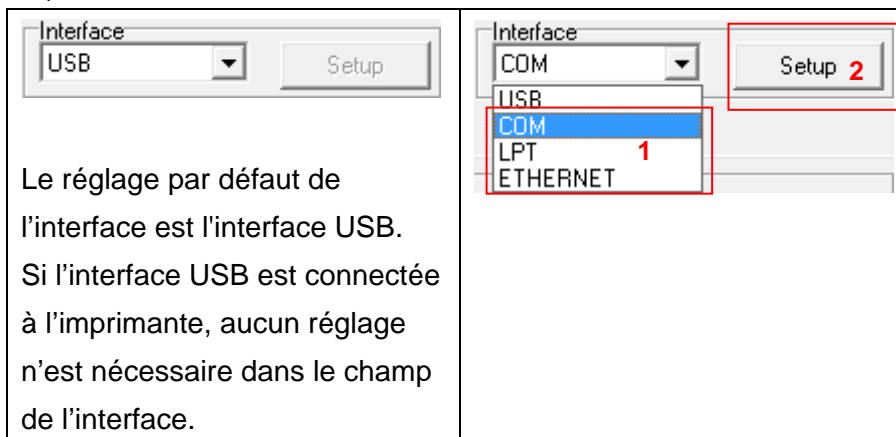 Interface
USB
Setup
Le réglage par défaut de
l’interface est l'interface USB.
Si l’interface USB est connectée
à l’imprimante, aucun réglage
n’est nécessaire dans le champ
de l’interface.
Interface
COM
Setup 2
USB
COM
LPT 1
ETHERNET